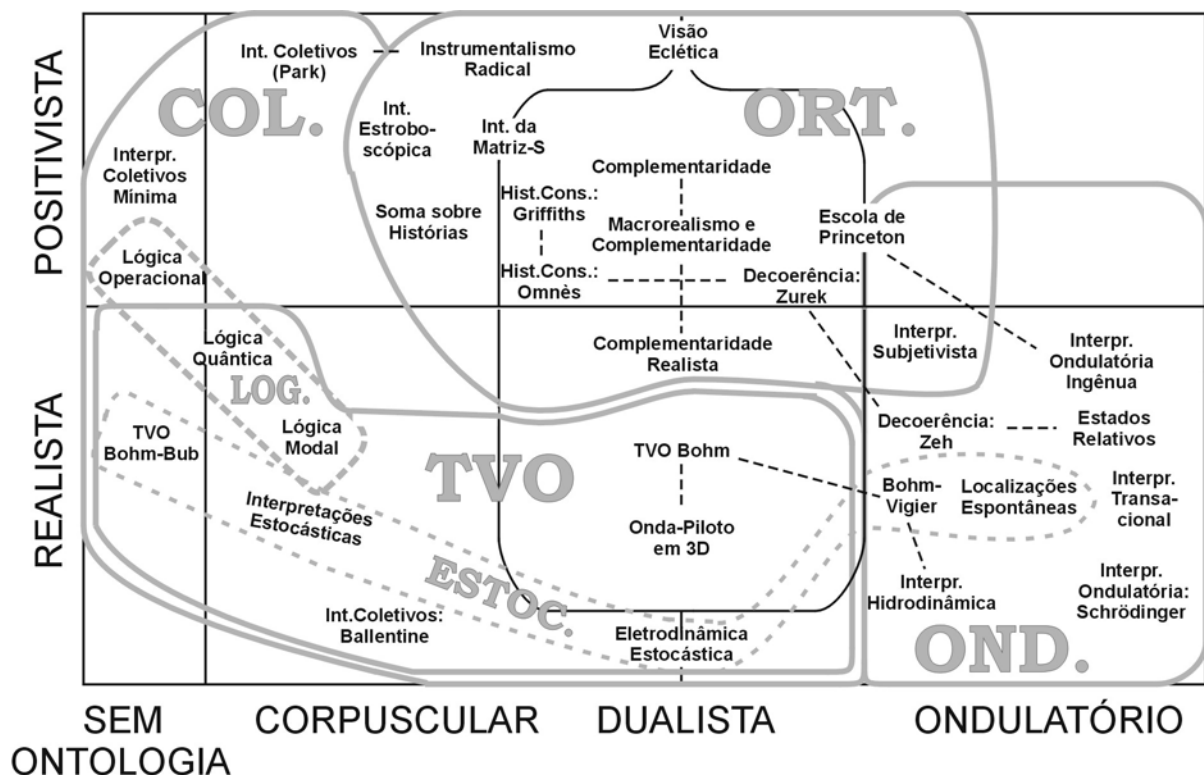 POSITIVISTA
REALISTA
COL.
ORT.
LOG.
TVO
ESTOC.
OND.
Int. Coletivos
(Park)
Instrumentalismo
Radical
Visão
Eclética
Int.
Estrobo-
scópica
Int. da
Matriz-S
Interpr.
Coletivos
Mínima
Complementaridade
Hist.Cons.:
Griffiths
Soma sobre
Histórias
Macrorealismo e
Complementaridade
Escola de
Princeton
Lógica
Operacional
Hist.Cons.:
Omnès
Decoerência:
Zurek
Lógica
Quântica
Complementaridade
Realista
Interpr.
Subjetivista
Interpr.
Ondulatória
Ingênua
TVO
Bohm-Bub
Lógica
Modal
TVO Bohm
Decoerência:
Zeh
Estados
Relativos
Interpretações
Estocásticas
Onda-Piloto
em 3D
Bohm-
Vigier
Localizações
Espontâneas
Interpr.
Transa-
cional
Int.Coletivos:
Ballentine
Eletrodinâmica
Estocástica
Interpr.
Hidrodinâmica
Interpr.
Ondulatória:
Schrödinger
SEM
ONTOLOGIA
CORPUSCULAR
DUALISTA
ONDULATÓRIO